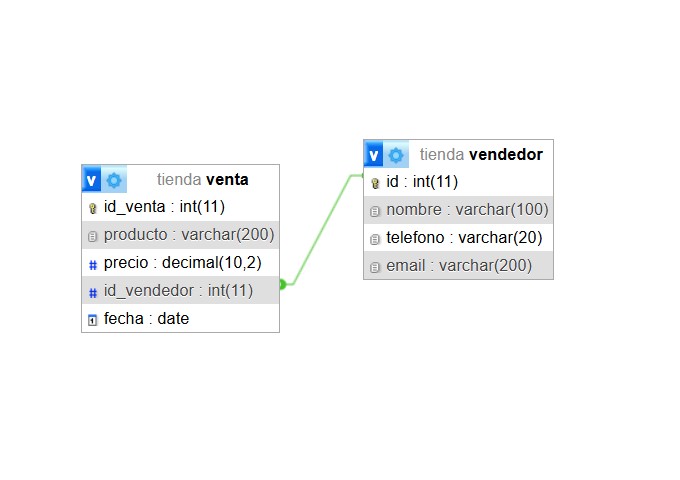 v tienda venta
id_venta : int(11)
producto : varchar(200)
# precio : decimal(10,2)
# id_vendedor : int(11)
fecha : date
v tienda vendedor
id : int(11)
nombre : varchar(100)
telefono : varchar(20)
email : varchar(200)